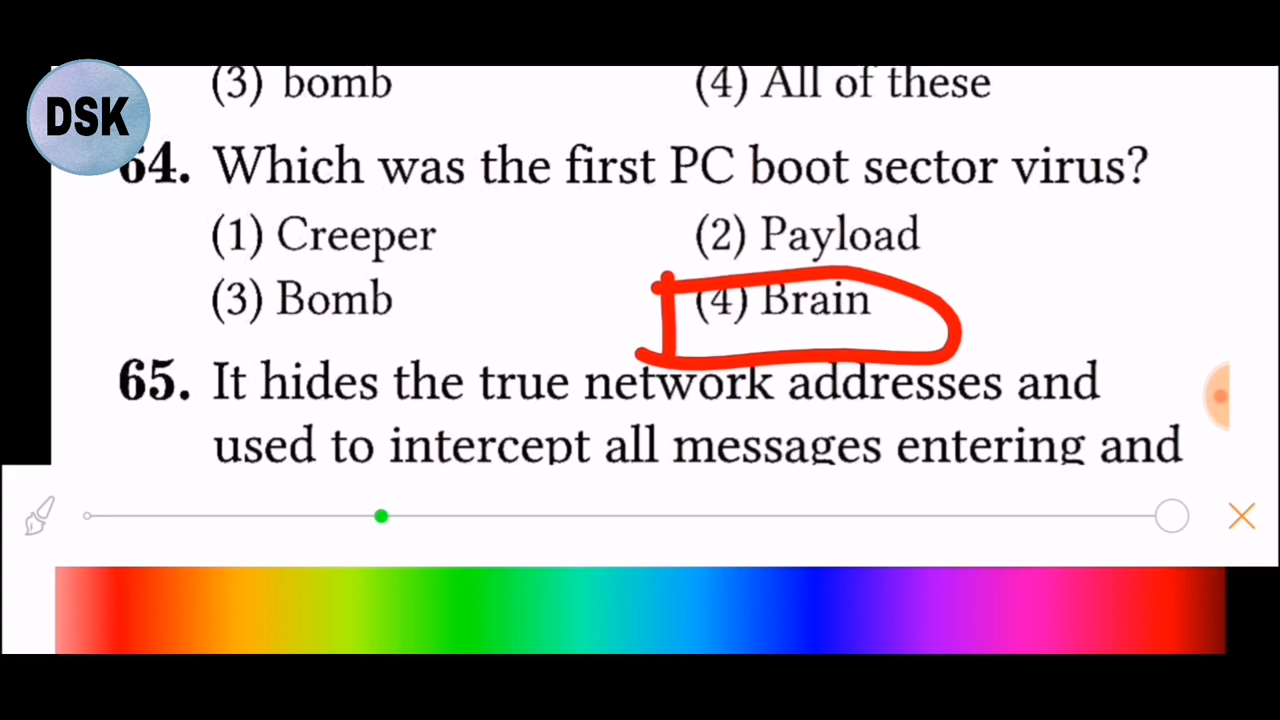 DSK
(3) bomb (4) All of these
64. Which was the first PC boot sector virus?
(1) Creeper (2) Payload
(3) Bomb (4) Brain
65. It hides the true network addresses and
used to intercept all messages entering and